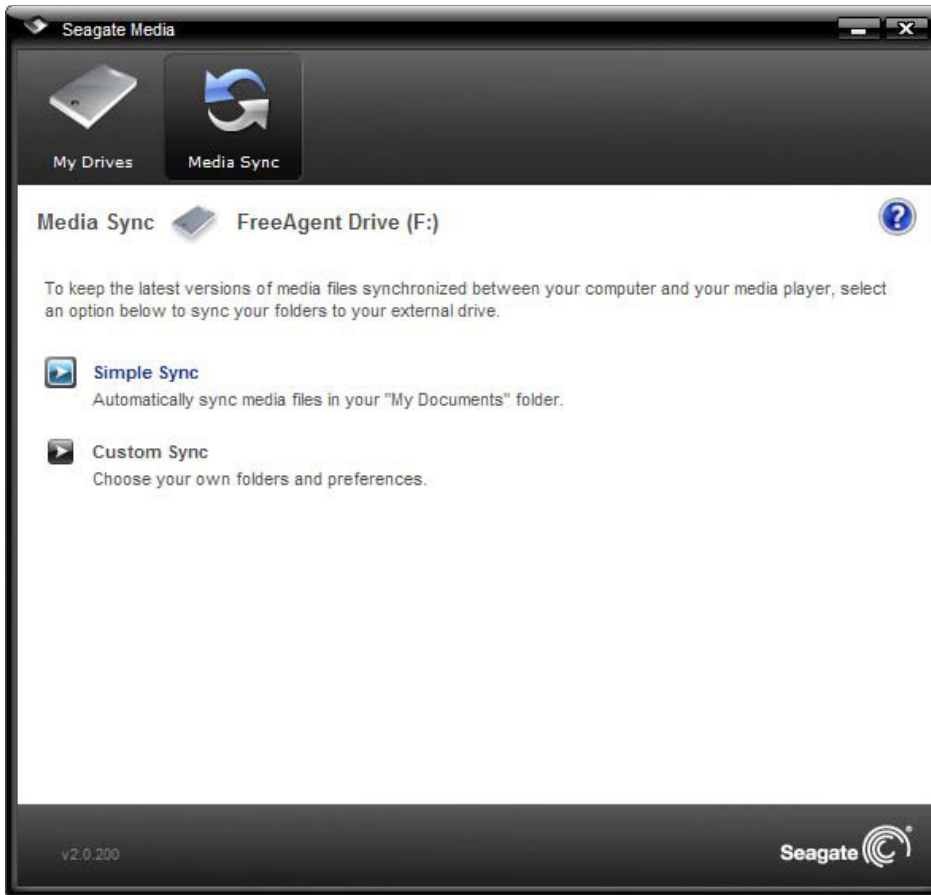 Seagate Media
My Drives
Media Sync
Media Sync FreeAgent Drive (F:)
?
To keep the latest versions of media files synchronized between your computer and your media player, select
an option below to sync your folders to your external drive.
Simple Sync
Automatically sync media files in your "My Documents" folder.
Custom Sync
Choose your own folders and preferences.
v2.0.200
Seagate